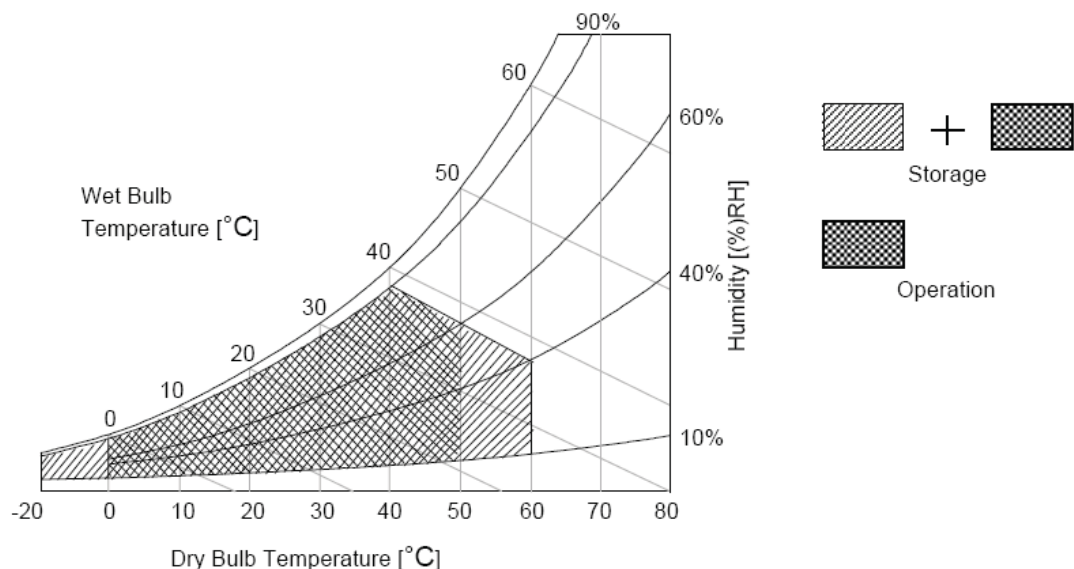 90%
60
60%
50
Wet Bulb
Temperature [°C]
Storage
40
40%
Humidity [(%)RH]
Operation
30
20
10
0
10%
-20 0 10 20 30 40 50 60 70 80
Dry Bulb Temperature [°C]